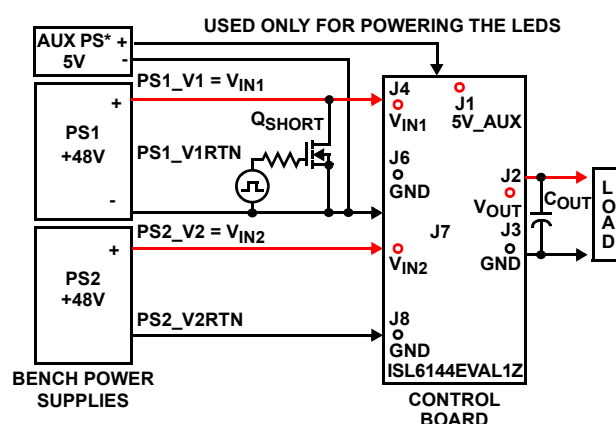 USED ONLY FOR POWERING THE LEDS
AUX PS* +
5V -
PS1_V1 = VIN1
+
PS1
+48V
-
QSHORT
PS1_V1RTN
J4
VIN1
J1
5V_AUX
J6
GND
J2
VOUT
COUT
LOAD
J3
GND
J7
PS2_V2 = VIN2
+
PS2
+48V
VIN2
PS2_V2RTN
J8
GND
ISL6144EVAL1Z
BENCH POWER
SUPPLIES
CONTROL
BOARD